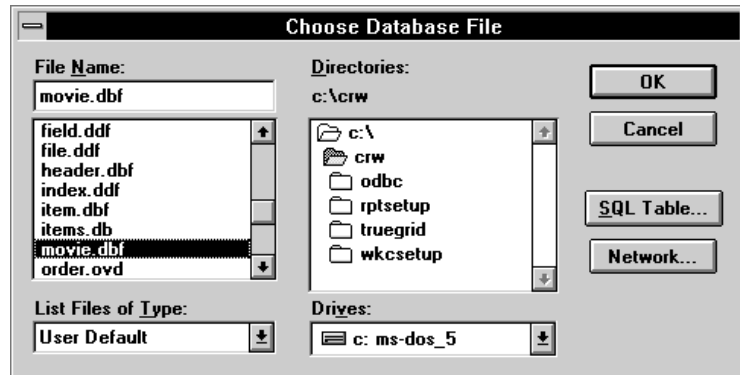 Choose Database File
File Name:
movie.dbf
field.ddf
file.ddf
header.dbf
index.ddf
item.dbf
items.db
movie.dbf
order.ovd
List Files of Type:
User Default
Directories:
c:\crw
c:\
crw
odbc
rptsetup
truegrid
wkcsetup
Drives:
c: ms-dos_5
OK
Cancel
SQL Table...
Network...